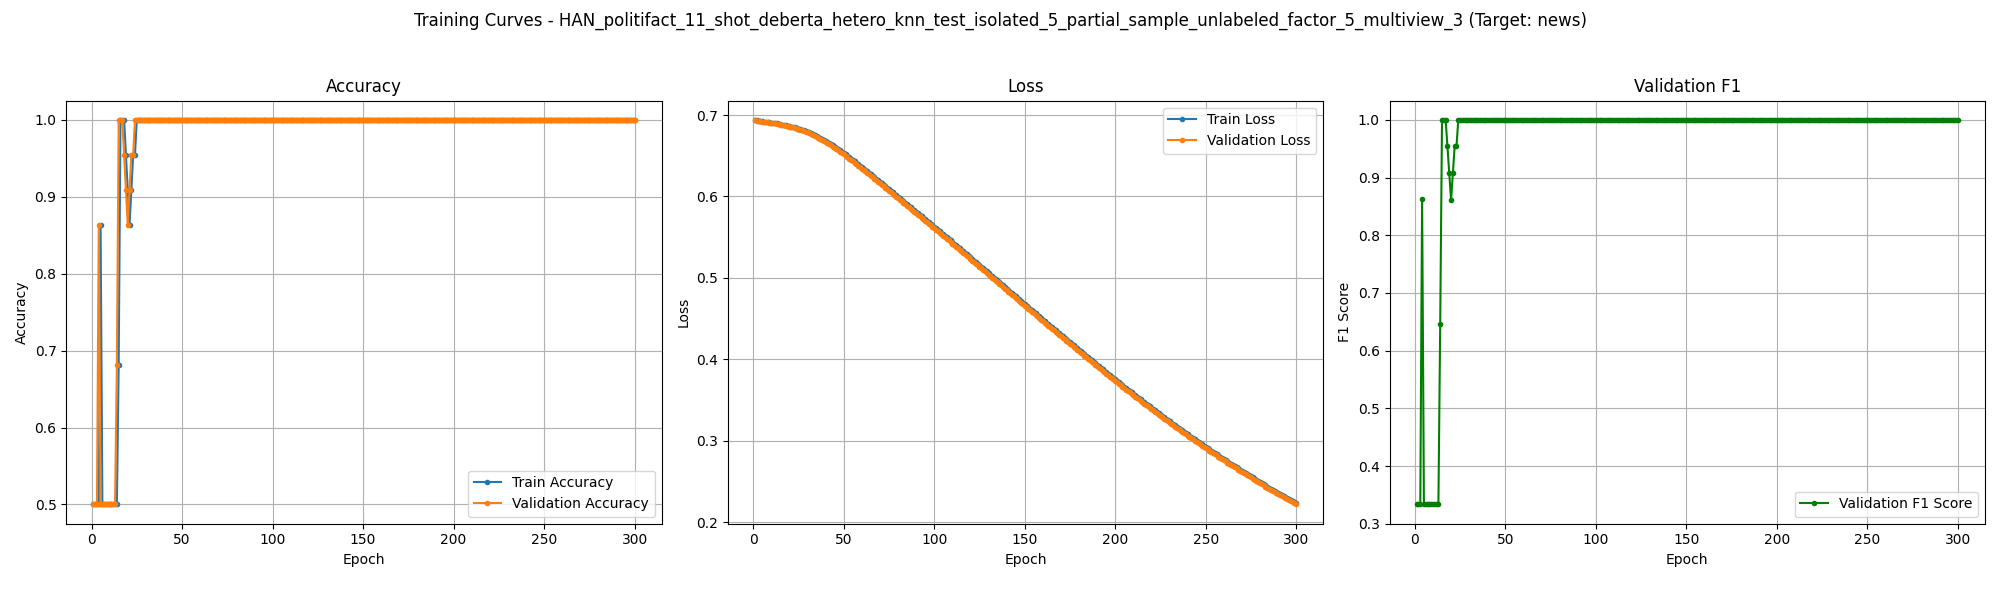 Training Curves - HAN_politifact_11_shot_deberta_hetero_knn_test_isolated_5_partial_sample_unlabeled_factor_5_multiview_3 (Target: news)
Accuracy
1.0
0.9
0.8
0.7
0.6
0.5
Accuracy
Train Accuracy
Validation Accuracy
0 50 100 150 200 250 300
Epoch
Loss
0.7
0.6
0.5
0.4
0.3
0.2
Loss
Train Loss
Validation Loss
0 50 100 150 200 250 300
Epoch
Validation F1
1.0
0.9
0.8
0.7
0.6
0.5
0.4
0.3
F1 Score
Validation F1 Score
0 50 100 150 200 250 300
Epoch